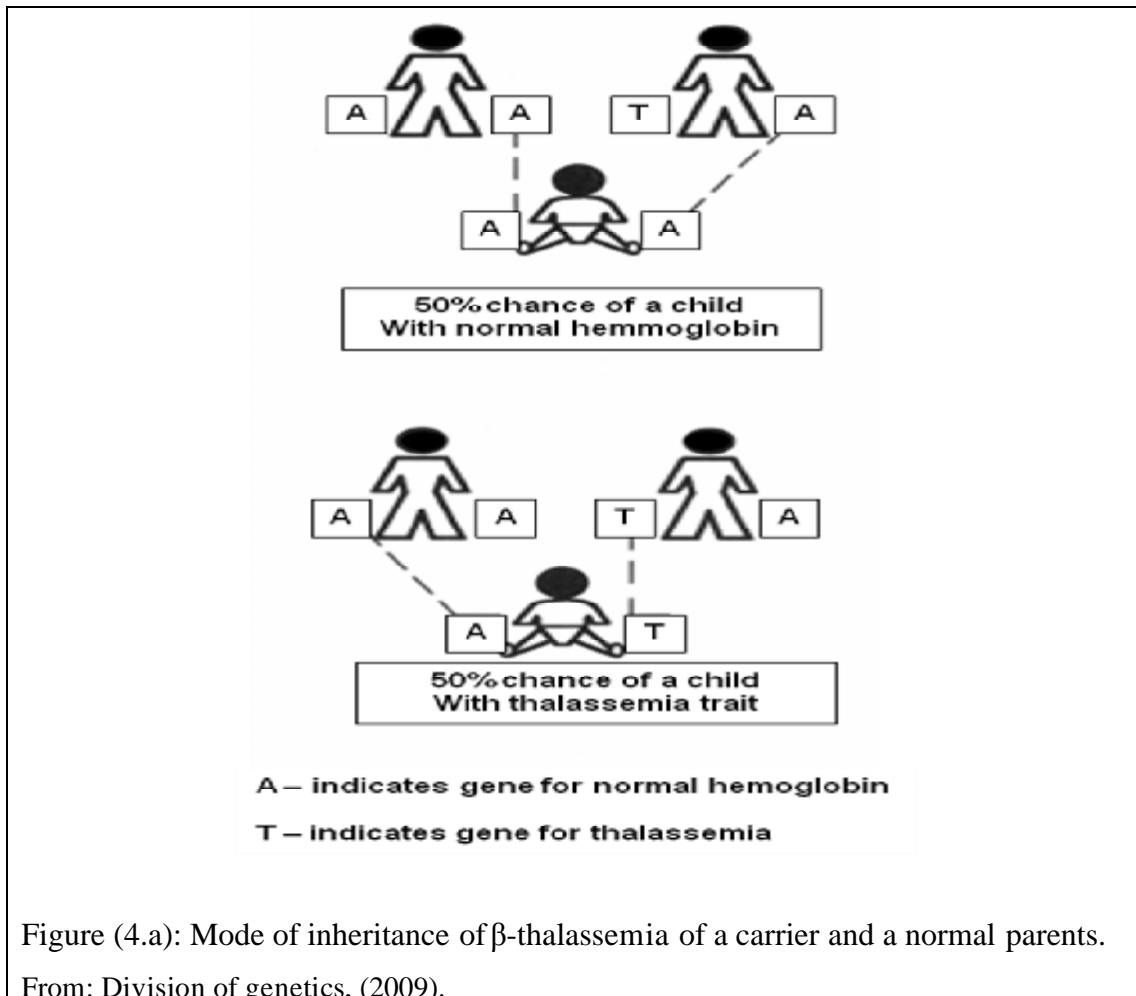 A A T A
A A
50% chance of a child
With normal hemmoglobin
A A T A
A T
50% chance of a child
With thalassemia trait
A – indicates gene for normal hemoglobin
T – indicates gene for thalassemia
Figure (4.a): Mode of inheritance of β-thalassemia of a carrier and a normal parents.
From: Division of genetics, (2009).